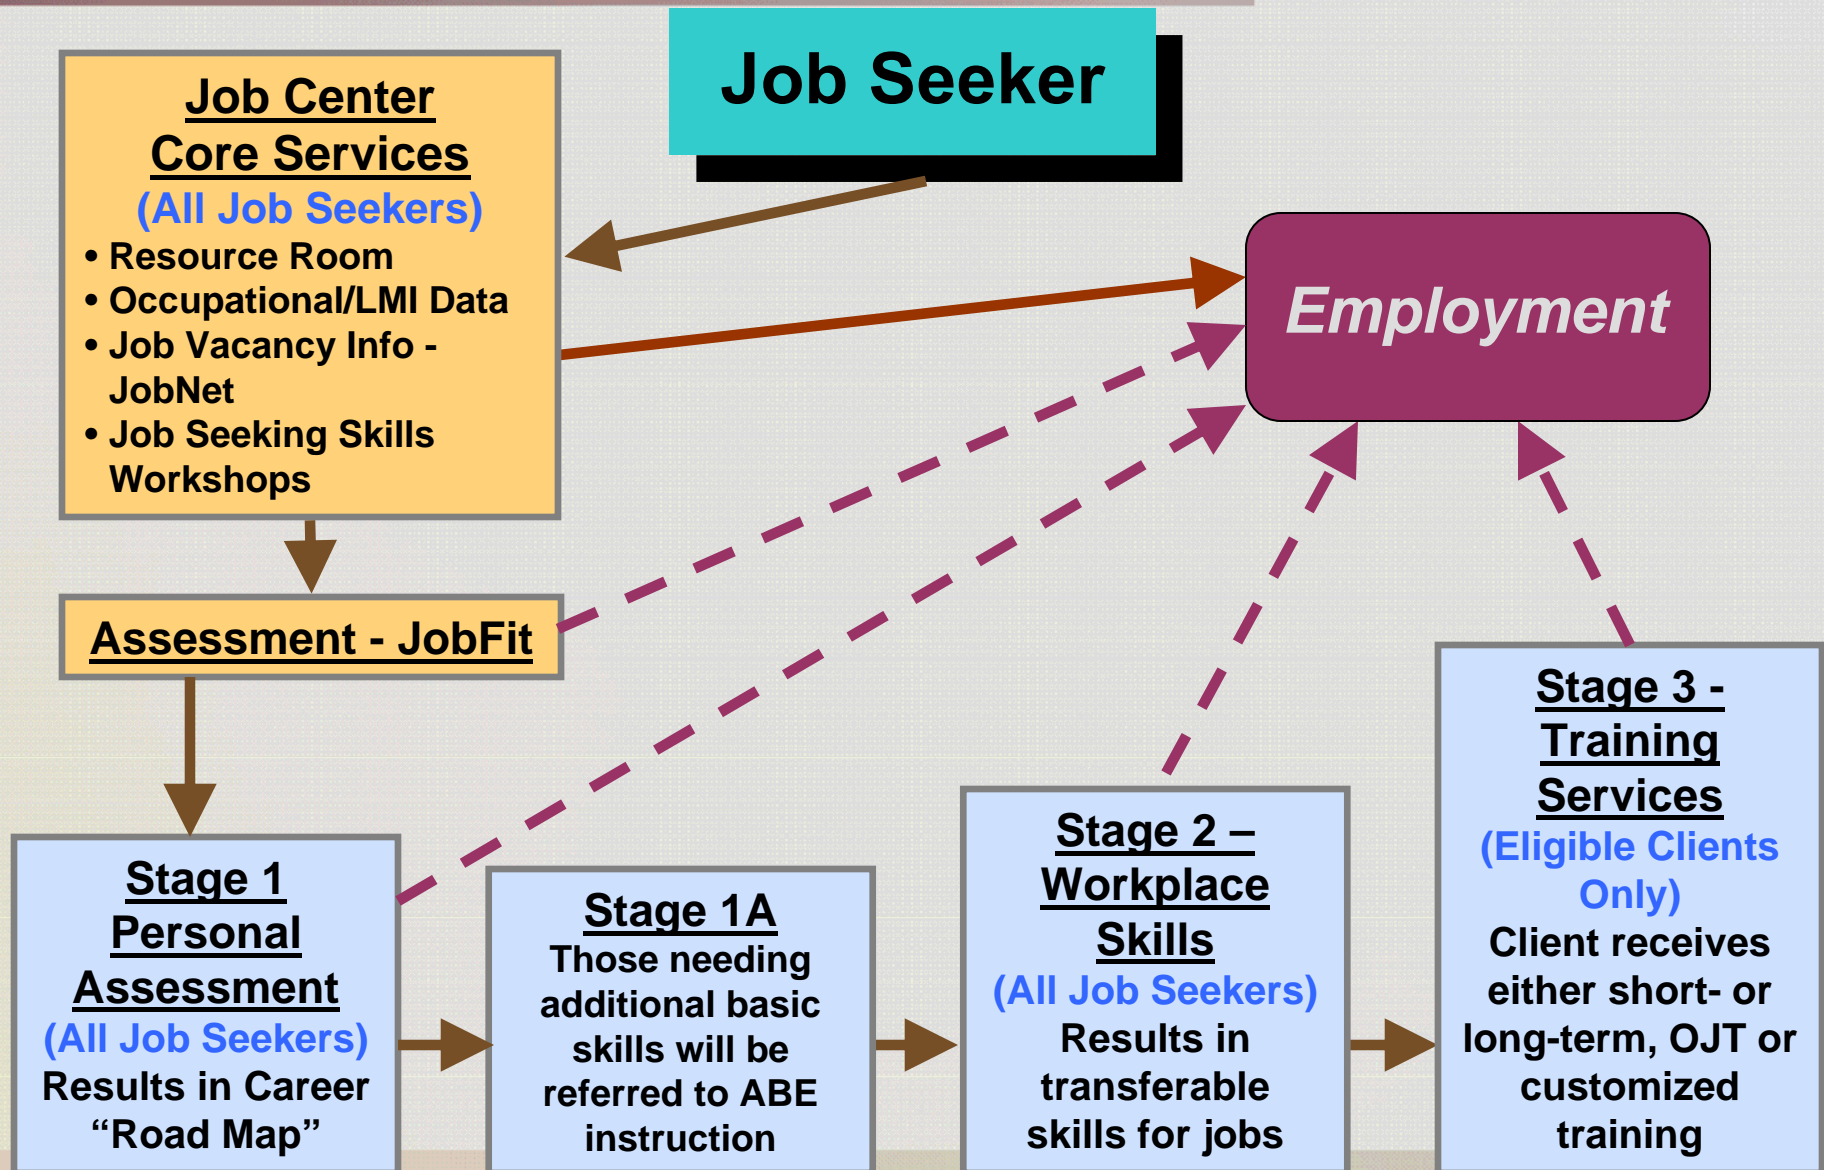 Job Seeker
Job Center
Core Services
(All Job Seekers)
• Resource Room
• Occupational/LMI Data
• Job Vacancy Info -
JobNet
• Job Seeking Skills
Workshops
Employment
Assessment - JobFit
Stage 1
Personal
Assessment
(All Job Seekers)
Results in Career
“Road Map”
Stage 1A
Those needing
additional basic
skills will be
referred to ABE
instruction
Stage 2 –
Workplace
Skills
(All Job Seekers)
Results in
transferable
skills for jobs
Stage 3 -
Training
Services
(Eligible Clients
Only)
Client receives
either short- or
long-term, OJT or
customized
training